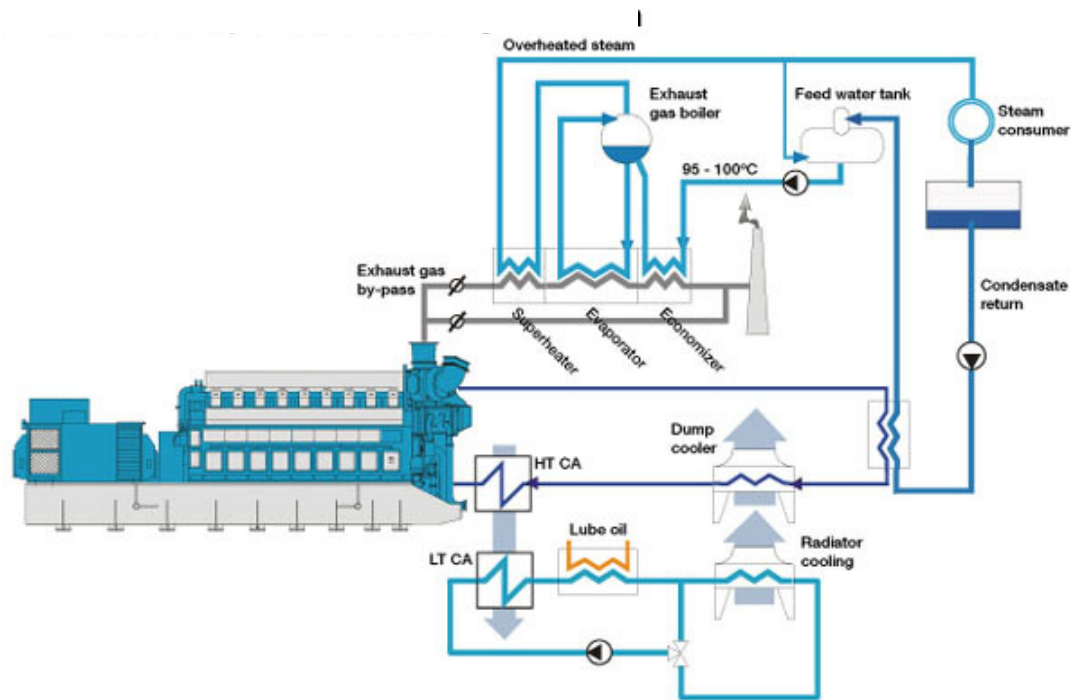 Overheated steam
Exhaust
gas boiler
Feed water tank
Steam
consumer
95 - 100ºC
Exhaust gas
by-pass
Condensate
return
Superheater
Evaporator
Economizer
Dump
cooler
HT CA
Lube oil
Radiator
cooling
LT CA